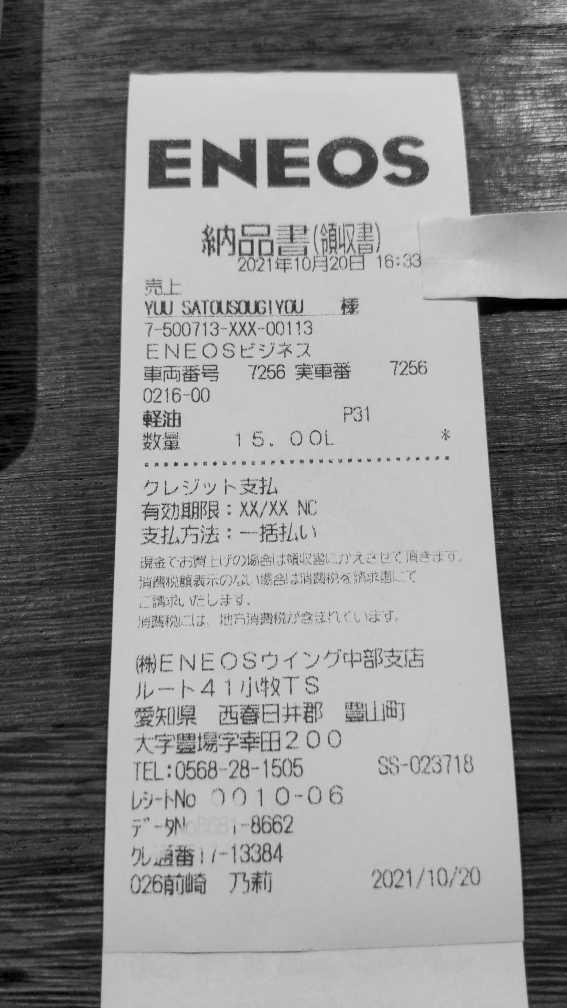 ENEOS
納品書(領収書)
2021年10月20日 16:33
売上
YUU SATOUSOUGIYOU 様
7-500713-XXX-00113
ENEOSビジネス
車両番号 7256 実車番 7256
0216-00
軽油 P31
数量 15.00L *
クレジット支払
有効期限:XX/XX NC
支払方法:一括払い
現金でお買上げの場合は領収書にかえさせて頂きます。
消費税額表示のない場合は消費税を請求書にて
ご請求いたします。
消費税には、地方消費税が含まれています。
㈱ENEOSウイング中部支店
ルート41小牧TS
愛知県 西春日井郡 豊山町
大字豊場字幸田200
TEL:0568-28-1505 SS-023718
レシートNo 0010-06
データN -8662
クレ通番17-13384
026前崎 乃莉 2021/10/20